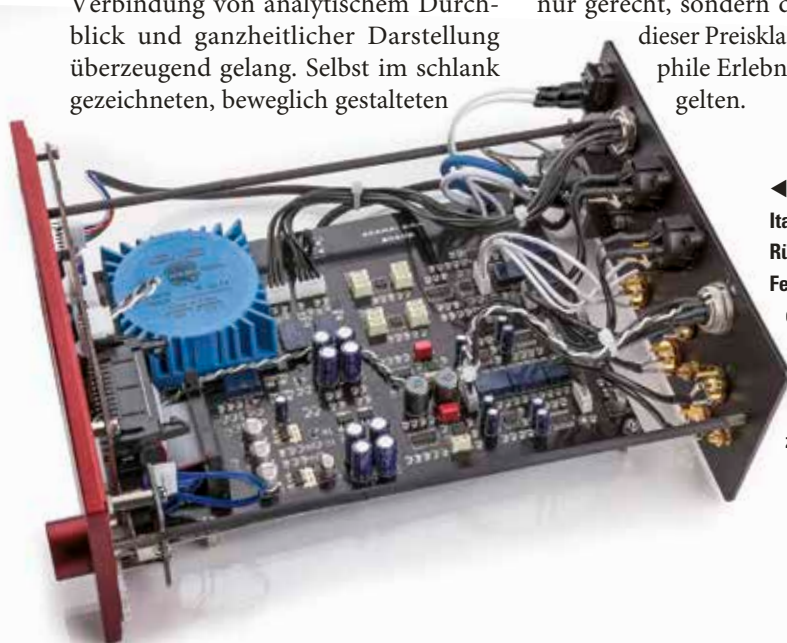 Verbindung von analytischem Durch-
blick und ganzheitlicher Darstellung
überzeugend gelang. Selbst im schlank
gezeichneten, beweglich gestalteten
nur gerecht, sondern d
dieser Preiskla
phile Erlebn
gelten.
◀
Ita
Rü
Fe